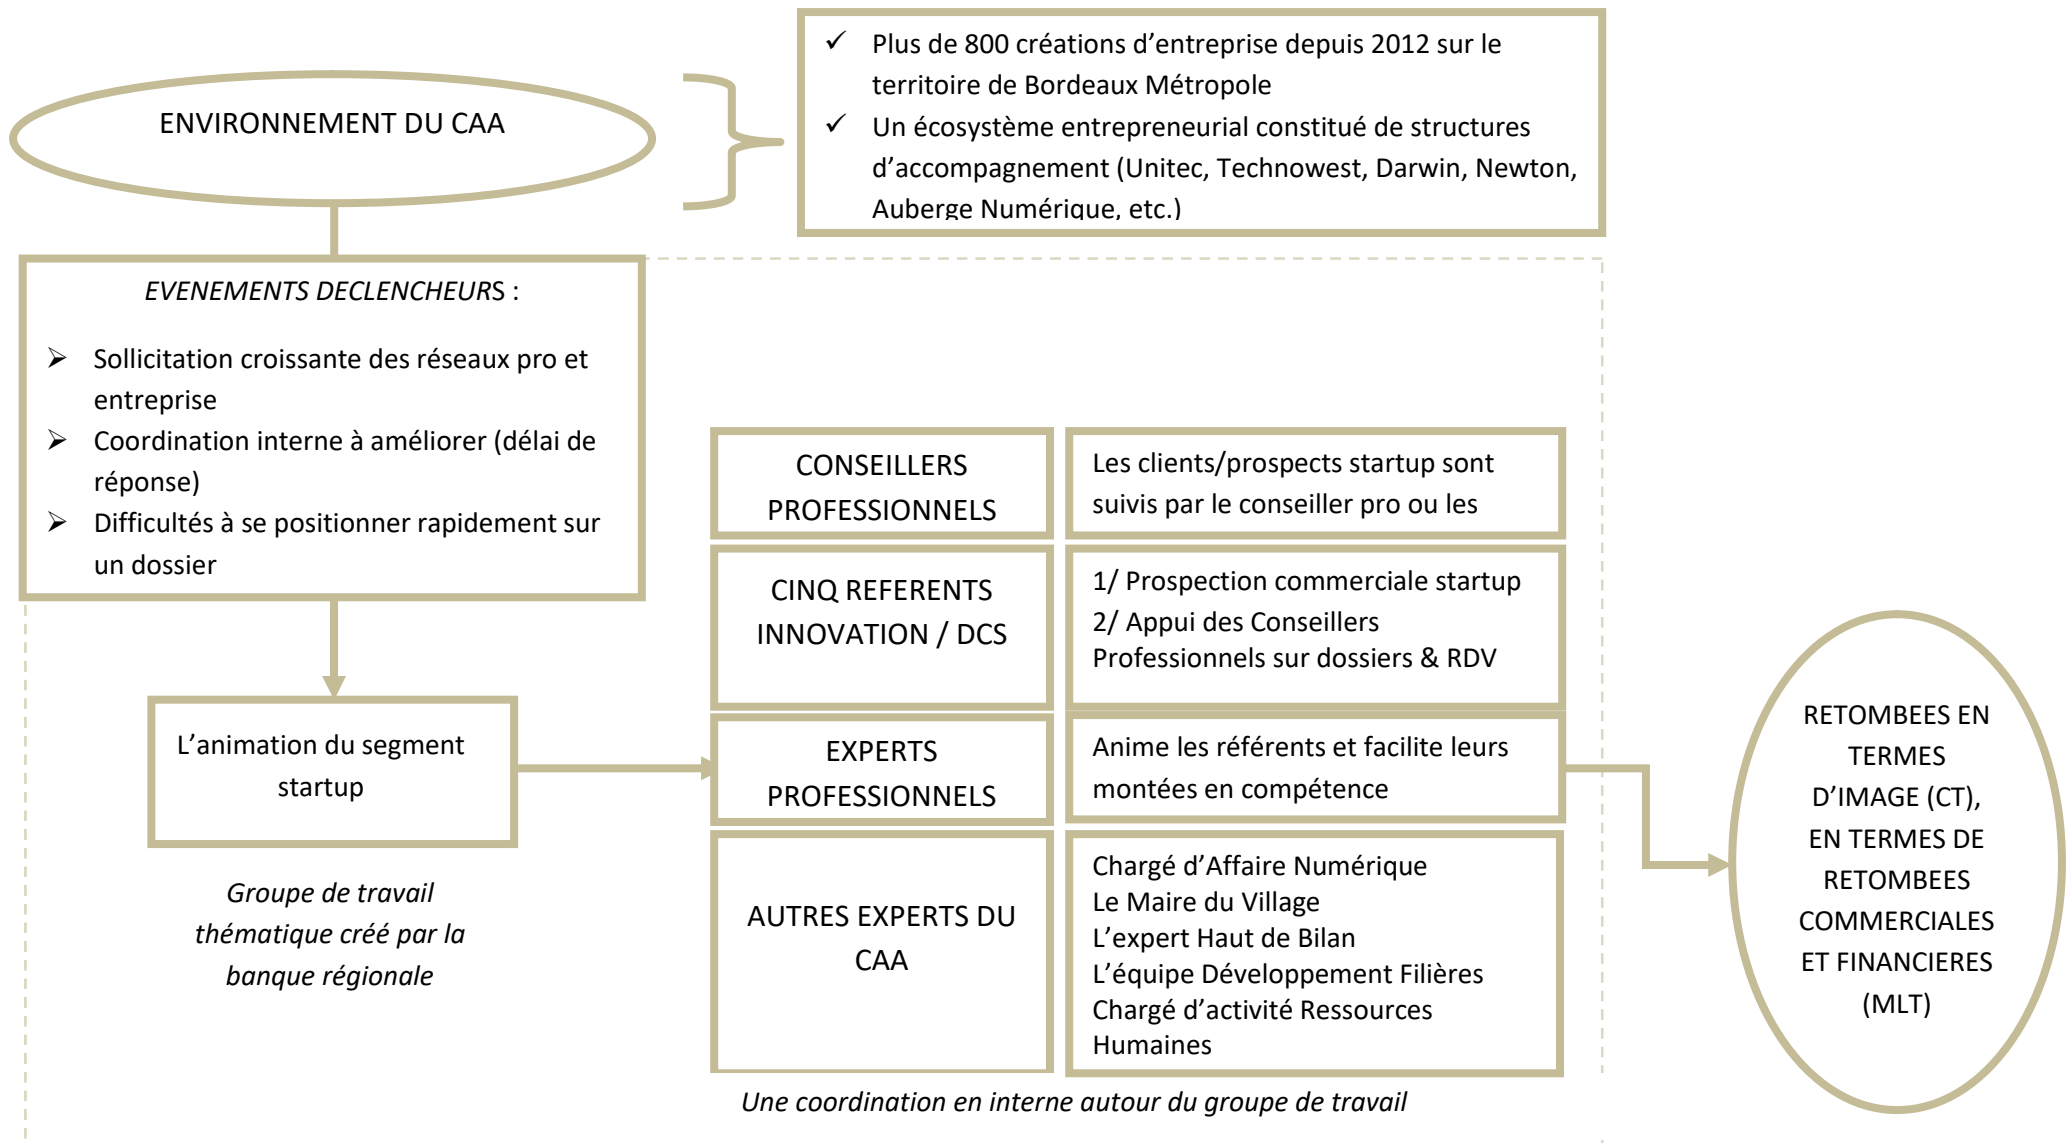 ENVIRONNEMENT DU CAA
✓ Plus de 800 créations d’entreprise depuis 2012 sur le
territoire de Bordeaux Métropole
✓ Un écosystème entrepreneurial constitué de structures
d’accompagnement (Unitec, Technowest, Darwin, Newton,
Auberge Numérique, etc.)
EVENEMENTS DECLENCHEURS :
➢ Sollicitation croissante des réseaux pro et
entreprise
➢ Coordination interne à améliorer (délai de
réponse)
➢ Difficultés à se positionner rapidement sur
un dossier
L’animation du segment
startup
Groupe de travail
thématique créé par la
banque régionale
CONSEILLERS
PROFESSIONNELS
Les clients/prospects startup sont
suivis par le conseiller pro ou les
CINQ REFERENTS
INNOVATION / DCS
1/ Prospection commerciale startup
2/ Appui des Conseillers
Professionnels sur dossiers & RDV
EXPERTS
PROFESSIONNELS
Anime les référents et facilite leurs
montées en compétence
AUTRES EXPERTS DU
CAA
Chargé d’Affaire Numérique
Le Maire du Village
L’expert Haut de Bilan
L’équipe Développement Filières
Chargé d’activité Ressources
Humaines
Une coordination en interne autour du groupe de travail
RETOMBEES EN
TERMES
D’IMAGE (CT),
EN TERMES DE
RETOMBEES
COMMERCIALES
ET FINANCIERES
(MLT)